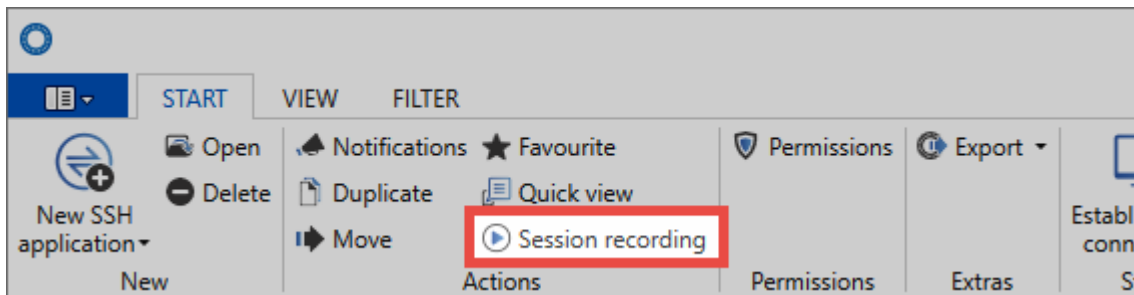 START VIEW FILTER
New SSH
application
Open
Delete
New
Notifications
Duplicate
Move
Favourite
Quick view
Session recording
Actions
Permissions
Permissions
Export
Extras